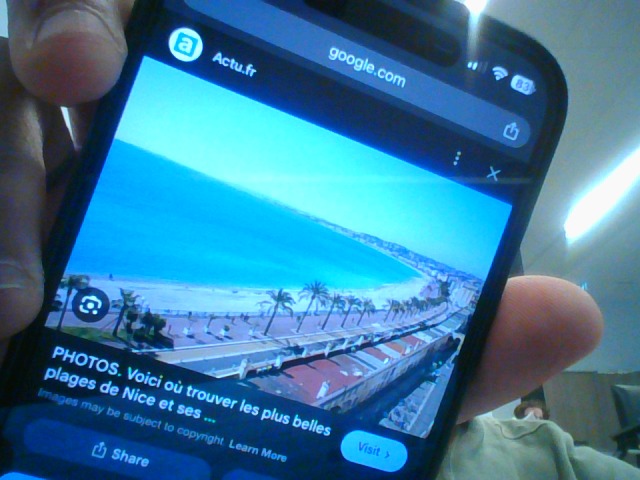 a
Actu.fr
google.com
83
PHOTOS. Voici où trouver les plus belles
plages de Nice et ses ...
Images may be subject to copyright. Learn More
Share
Visit >